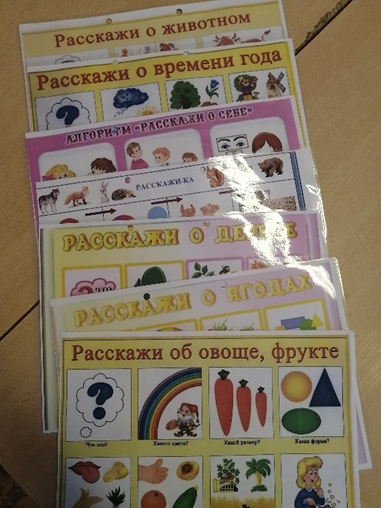 Расскажи о животном
Расскажи о времени года
АЛГОРИТМ "РАССКАЖИ О СЕБЕ"
РАССКАЖИ-КА
РАССКАЖИ О
РАССКАЖИ О ЯГОДАХ
Расскажи об овоще, фрукте
Что это?
Какого цвета?
Какой размер?
Какая форма?